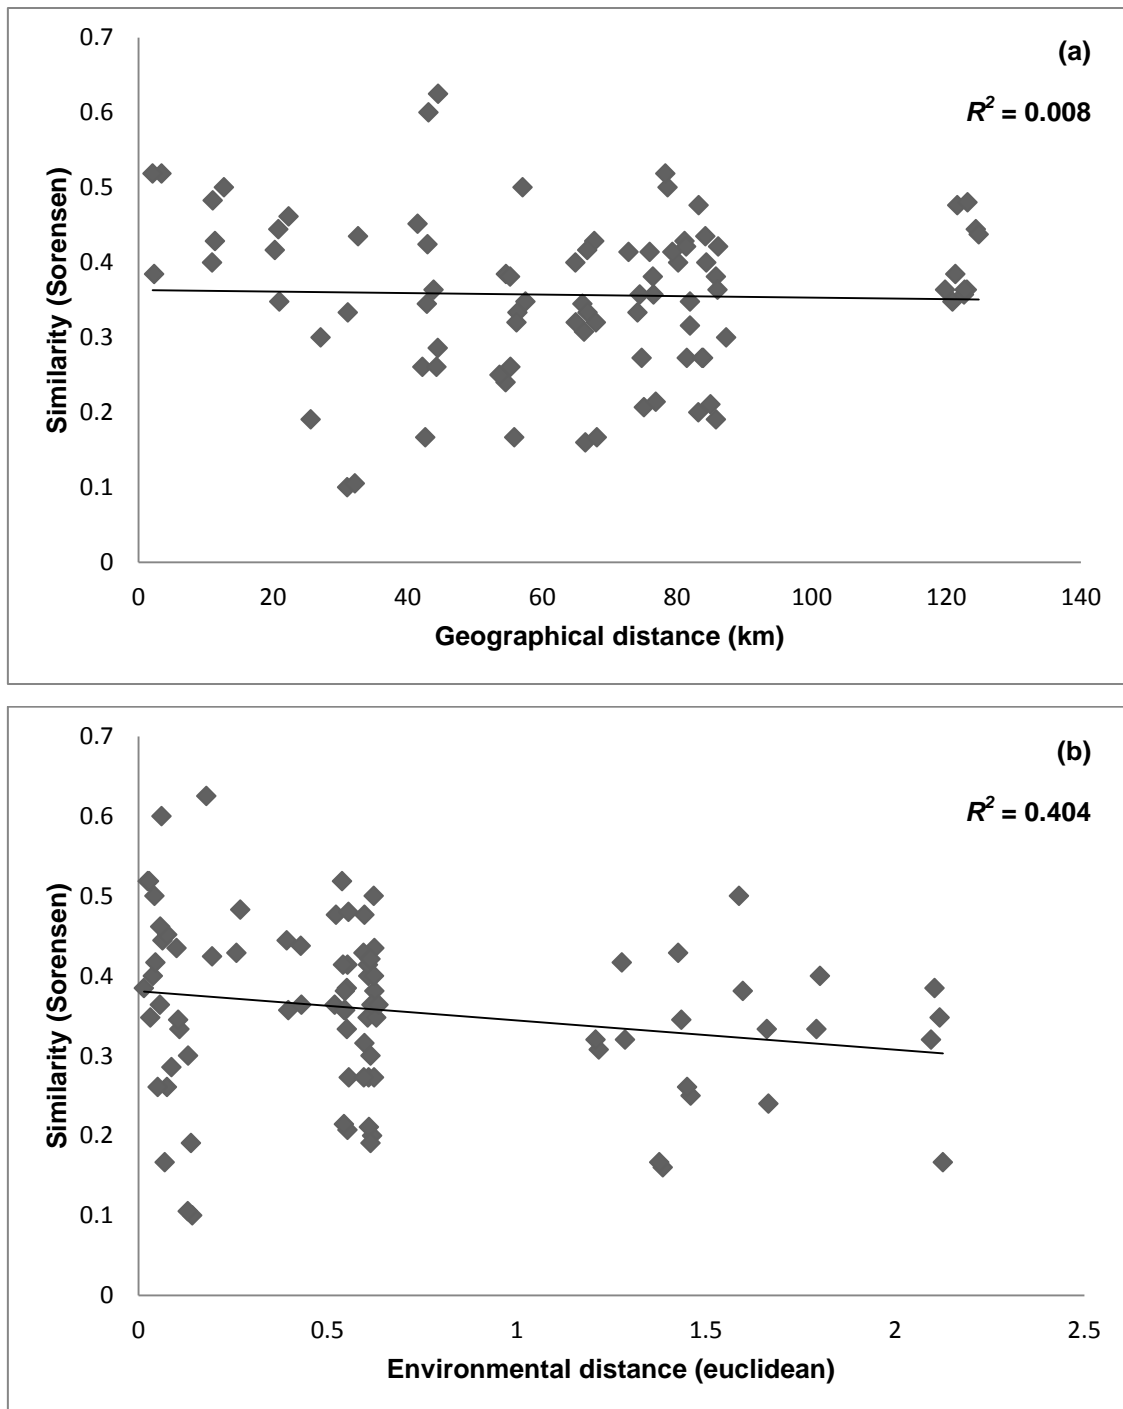 (a)
R² = 0.008
0.7
0.6
0.5
0.4
0.3
0.2
0.1
0
Similarity (Sorensen)
0 20 40 60 80 100 120 140
Geographical distance (km)
(b)
R² = 0.404
0.7
0.6
0.5
0.4
0.3
0.2
0.1
0
Similarity (Sorensen)
0 0.5 1 1.5 2 2.5
Environmental distance (euclidean)